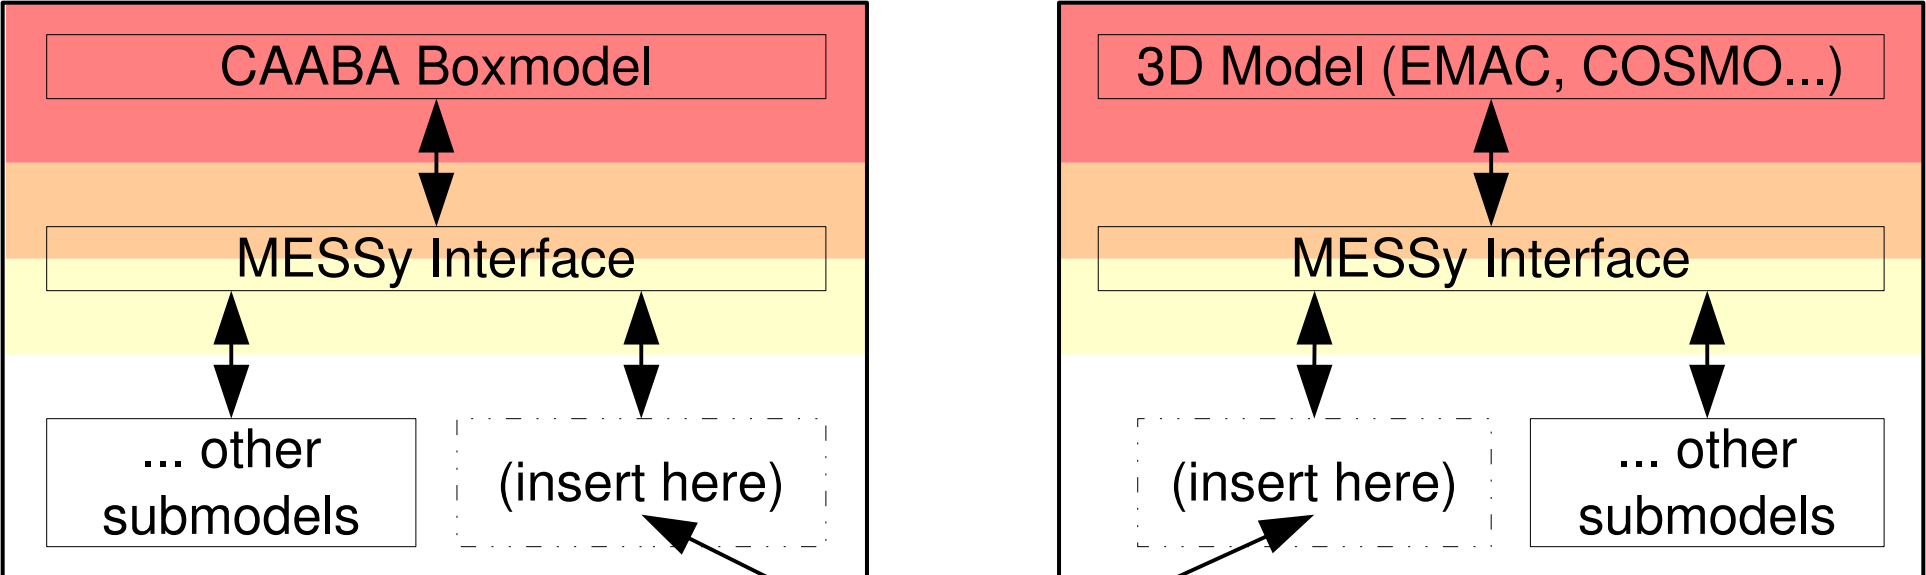 CAABA Boxmodel
MESSy Interface
... other
submodels
(insert here)
3D Model (EMAC, COSMO...)
MESSy Interface
(insert here)
... other
submodels